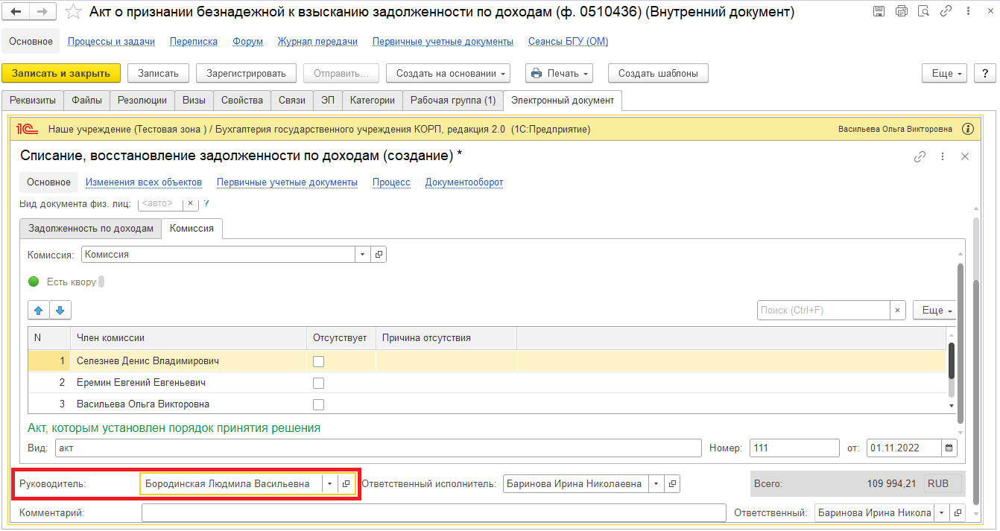 Акт о признании безнадежной к взысканию задолженности по доходам (ф. 0510436) (Внутренний документ)
Основное Процессы и задачи Переписка Форум Журнал передачи Первичные учетные документы Сеансы БГУ (ОМ)
Записать и закрыть Записать Зарегистрировать Отправить... Создать на основании Печать Создать шаблоны Еще ?
Реквизиты Файлы Резолюции Визы Свойства Связи ЭП Категории Рабочая группа (1) Электронный документ
1С Наше учреждение (Тестовая зона ) / Бухгалтерия государственного учреждения КОРП, редакция 2.0 (1С:Предприятие) Васильева Ольга Викторовна
Списание, восстановление задолженности по доходам (создание) *
Основное Изменения всех объектов Первичные учетные документы Процесс Документооборот
Вид документа физ. лиц: <авто> × ?
Задолженность по доходам Комиссия
Комиссия: Комиссия
Естьквору
Поиск (Ctrl+F) × Еще
N Член комиссии Отсутствует Причина отсутствия
1 Селезнев Денис Владимирович
2 Еремин Евгений Евгеньевич
3 Васильева Ольга Викторовна
Акт, которым установлен порядок принятия решения
Вид: акт Номер: 111 от: 01.11.2022
Руководитель: Бородинская Людмила Васильевна Ответственный исполнитель: Баринова Ирина Николаевна Всего: 109 994,21 RUB
Комментарий: Ответственный: Баринова Ирина Никола